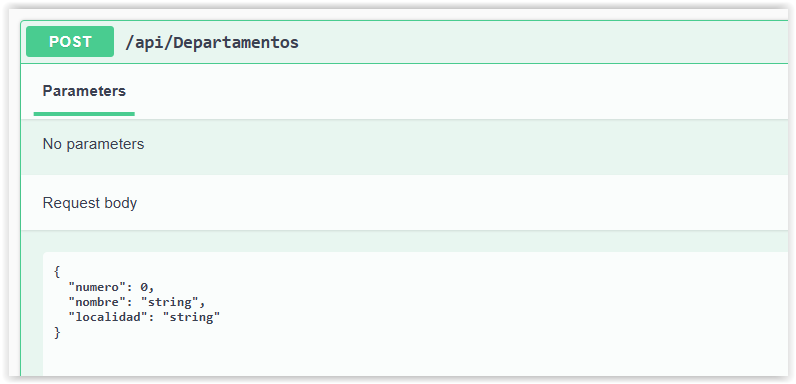 POST /api/Departamentos
Parameters
No parameters
Request body
{
  "numero": 0,
  "nombre": "string",
  "localidad": "string"
}